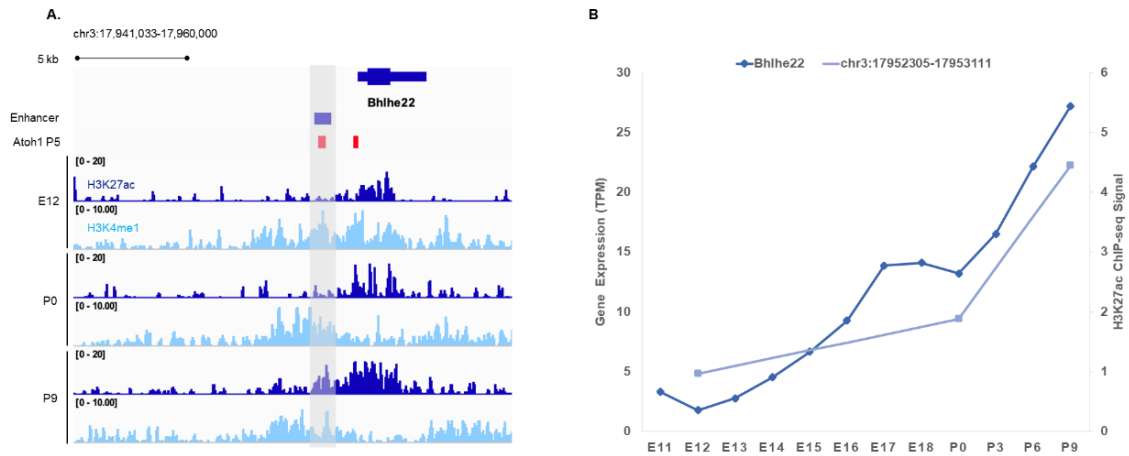 A.
chr3:17,941,033-17,960,000
5 kb
Bhlhe22
Enhancer
Atoh1 P5
[0 - 20]
H3K27ac
E12
[0 - 10.00]
H3K4me1
[0 - 20]
P0
[0 - 10.00]
[0 - 20]
P9
[0 - 10.00]
B
Bhlhe22 chr3:17952305-17953111
30
25
20
15
10
5
0
Gene Expression (TPM)
6
5
4
3
2
1
0
H3K27ac ChIP-seq Signal
E11 E12 E13 E14 E15 E16 E17 E18 P0 P3 P6 P9